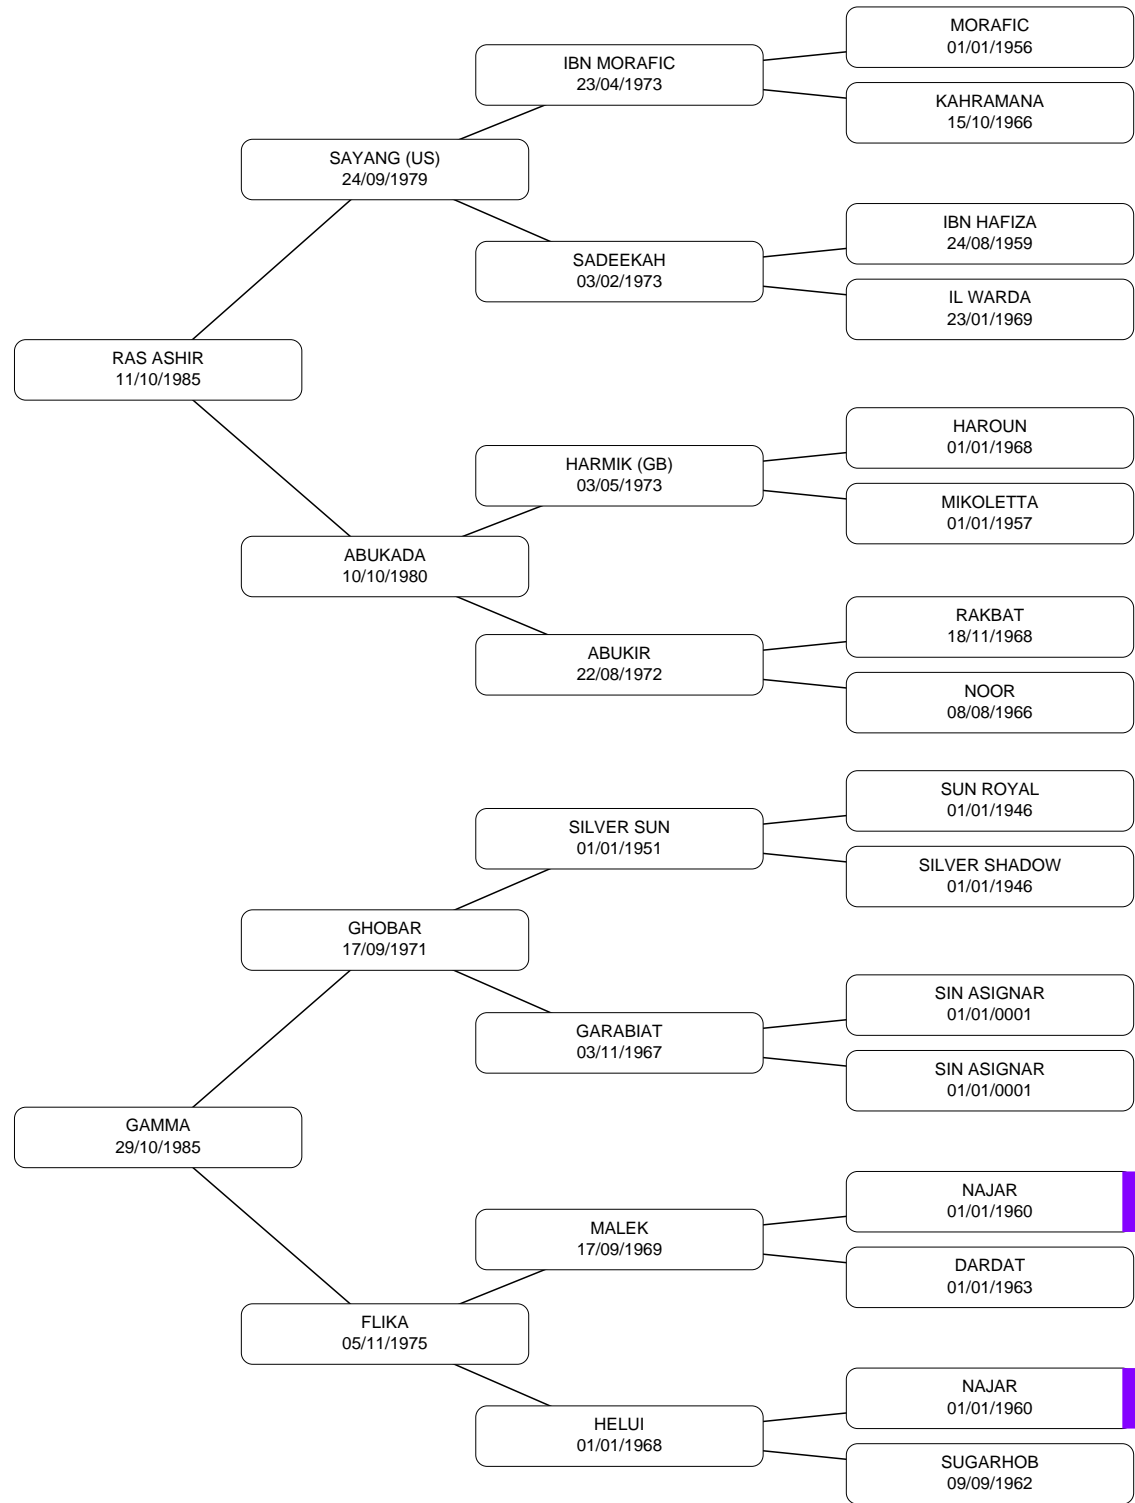 MORAFIC
01/01/1956
IBN MORAFIC
23/04/1973
KAHRAMANA
15/10/1966
SAYANG (US)
24/09/1979
IBN HAFIZA
24/08/1959
SADEEKAH
03/02/1973
IL WARDA
23/01/1969
RAS ASHIR
11/10/1985
HAROUN
01/01/1968
HARMIK (GB)
03/05/1973
MIKOLETTA
01/01/1957
ABUKADA
10/10/1980
RAKBAT
18/11/1968
ABUKIR
22/08/1972
NOOR
08/08/1966
SUN ROYAL
01/01/1946
SILVER SUN
01/01/1951
SILVER SHADOW
01/01/1946
GHOBAR
17/09/1971
SIN ASIGNAR
01/01/0001
GARABIAT
03/11/1967
SIN ASIGNAR
01/01/0001
GAMMA
29/10/1985
NAJAR
01/01/1960
MALEK
17/09/1969
DARDAT
01/01/1963
FLIKA
05/11/1975
NAJAR
01/01/1960
HELUI
01/01/1968
SUGARHOB
09/09/1962